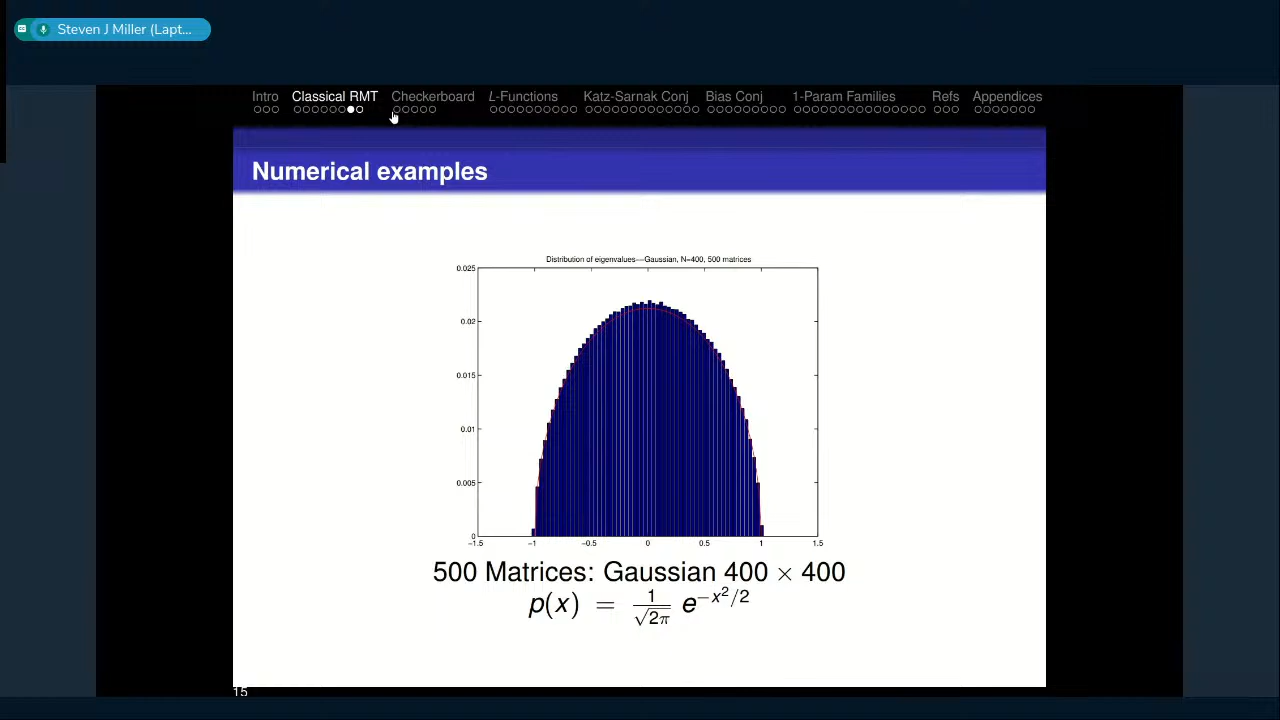 Steven J Miller (Lapt...
Intro Classical RMT Checkerboard L-Functions Katz-Sarnak Conj Bias Conj 1-Param Families Refs Appendices
Numerical examples
Distribution of eigenvalues—Gaussian, N=400, 500 matrices
0.025
0.02
0.015
0.01
0.005
0
−1.5 −1 −0.5 0 0.5 1 1.5
500 Matrices: Gaussian 400 × 400
p(x) = 1/√2π e^−x²/2
15